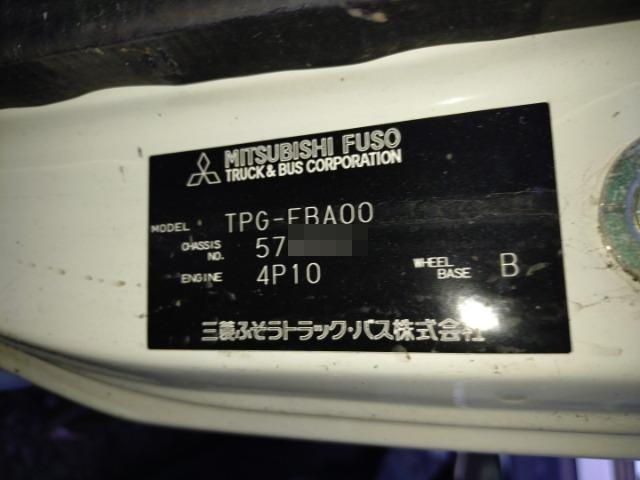 MITSUBISHI FUSO
TRUCK & BUS CORPORATION
MODEL TPG-FBA00
CHASSIS NO. 57
ENGINE 4P10 WHEEL BASE B
三菱ふそうトラック・バス株式会社